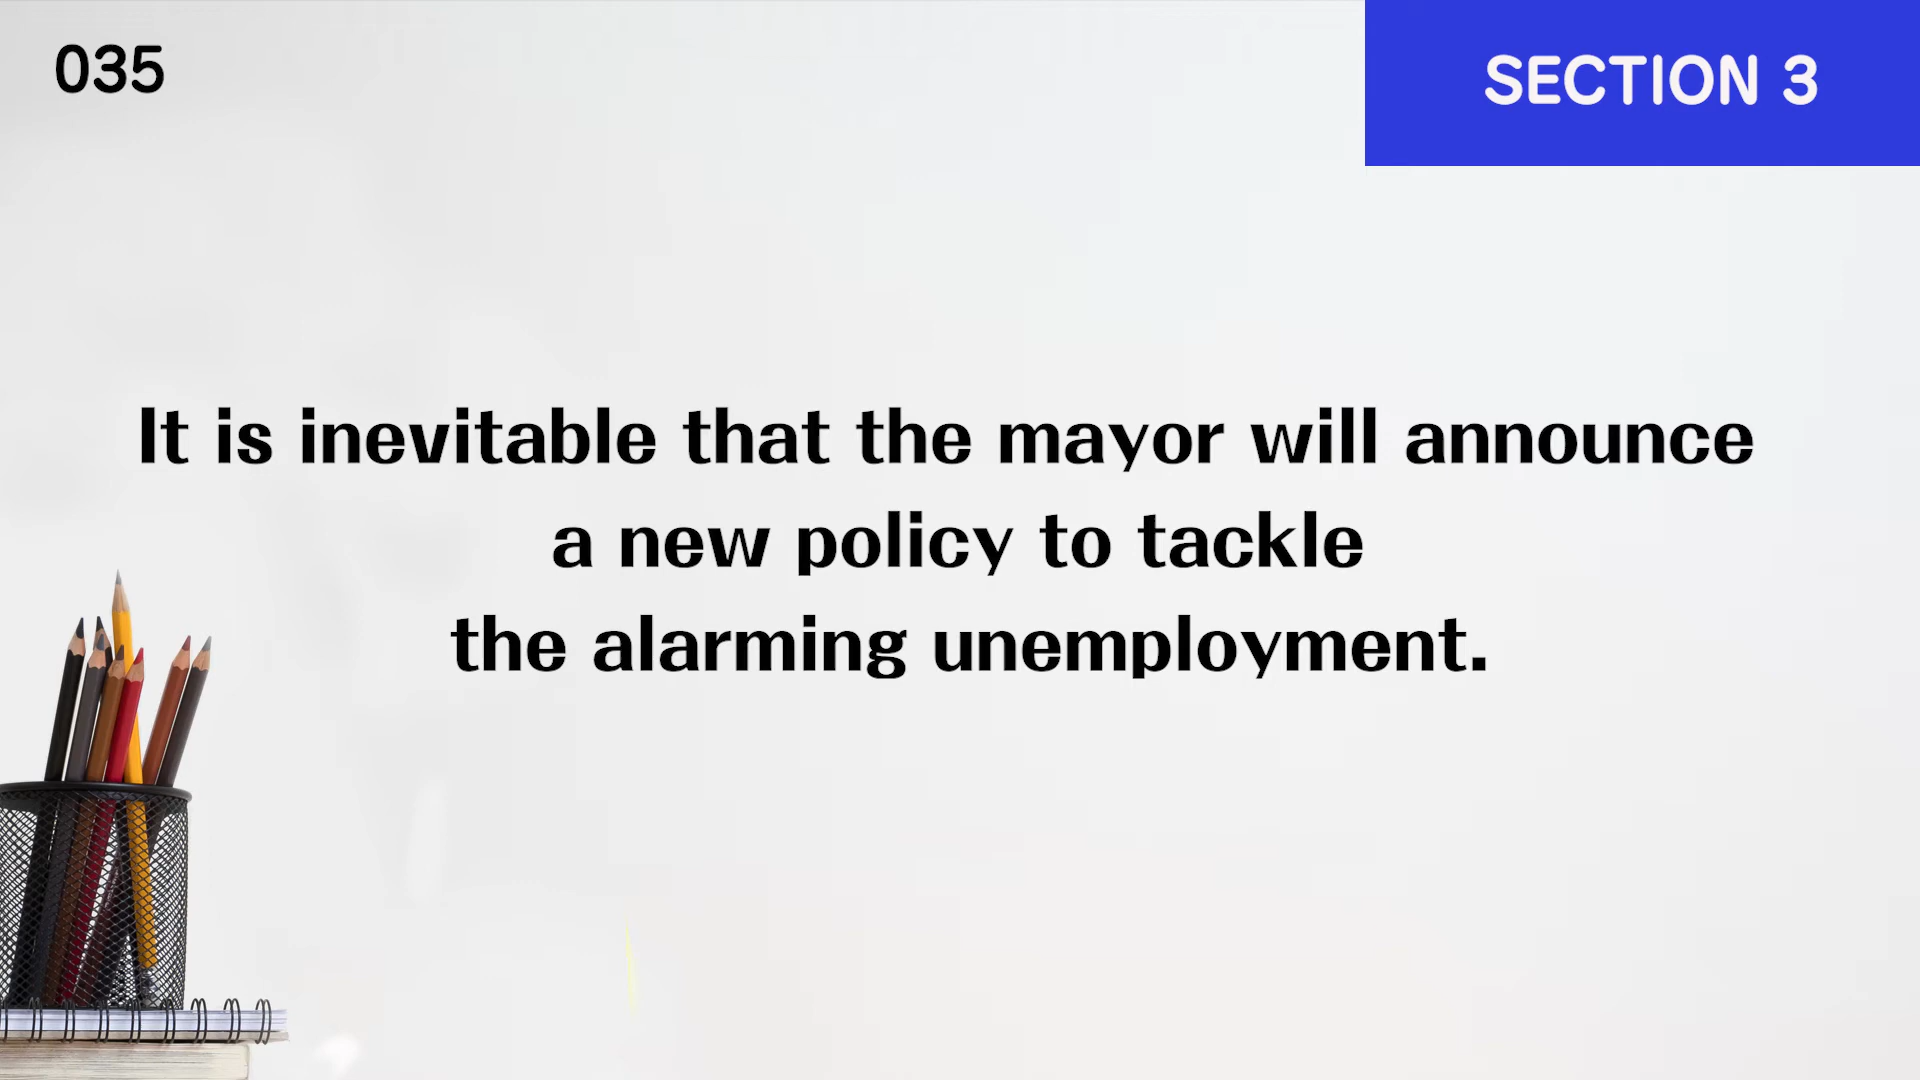 035
SECTION 3
It is inevitable that the mayor will announce
a new policy to tackle
the alarming unemployment.